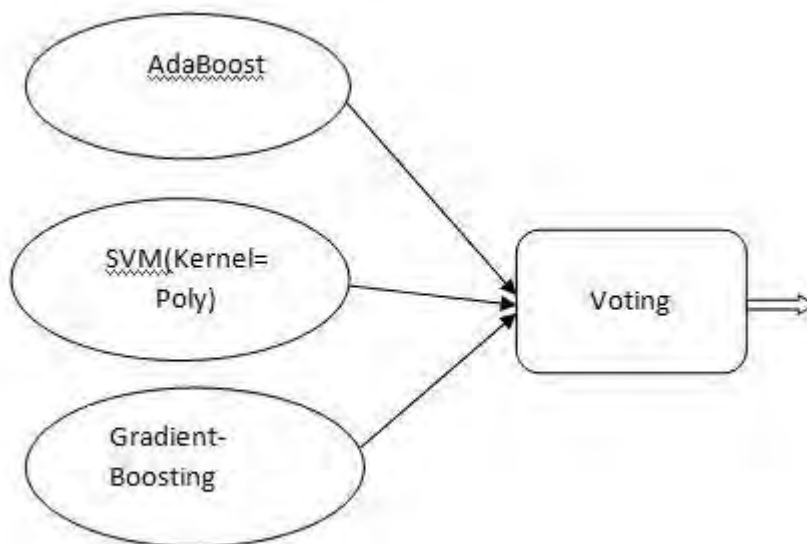 AdaBoost
SVM(Kernel=
Poly)
Voting
Gradient-
Boosting